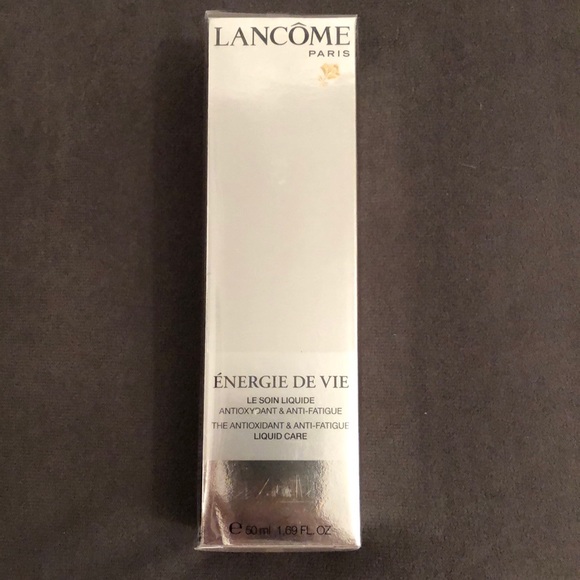 LANCÔME
PARIS
ÉNERGIE DE VIE
LE SOIN LIQUIDE
ANTIOXYDANT & ANTI-FATIGUE
THE ANTIOXIDANT & ANTI-FATIGUE
LIQUID CARE
e 50 ml 1.69 FL. OZ.